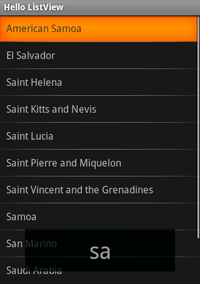 Hello ListView
American Samoa
El Salvador
Saint Helena
Saint Kitts and Nevis
Saint Lucia
Saint Pierre and Miquelon
Saint Vincent and the Grenadines
Samoa
San Marino
sa
Saudi Arabia